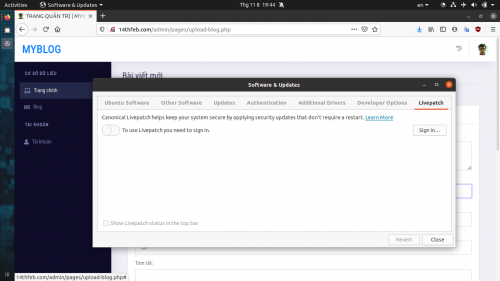 Activities
Software & Updates
Thg 11 8 19:44
en
TRANG QUẢN TRỊ | MYB
14thfeb.com/admin/pages/upload-blog.php
MYBLOG
CƠ SỞ DỮ LIỆU
Trang chính
Blog
TÀI KHOẢN
Tài khoản
Bài viết mới
Software & Updates
Ubuntu Software
Other Software
Updates
Authentication
Additional Drivers
Developer Options
Livepatch
Canonical Livepatch helps keep your system secure by applying security updates that don't require a restart. Learn More
To use Livepatch you need to sign in.
Sign in...
Show Livepatch status in the top bar
Revert
Close
Tóm tắt:
14thfeb.com/admin/pages/upload-blog.php#